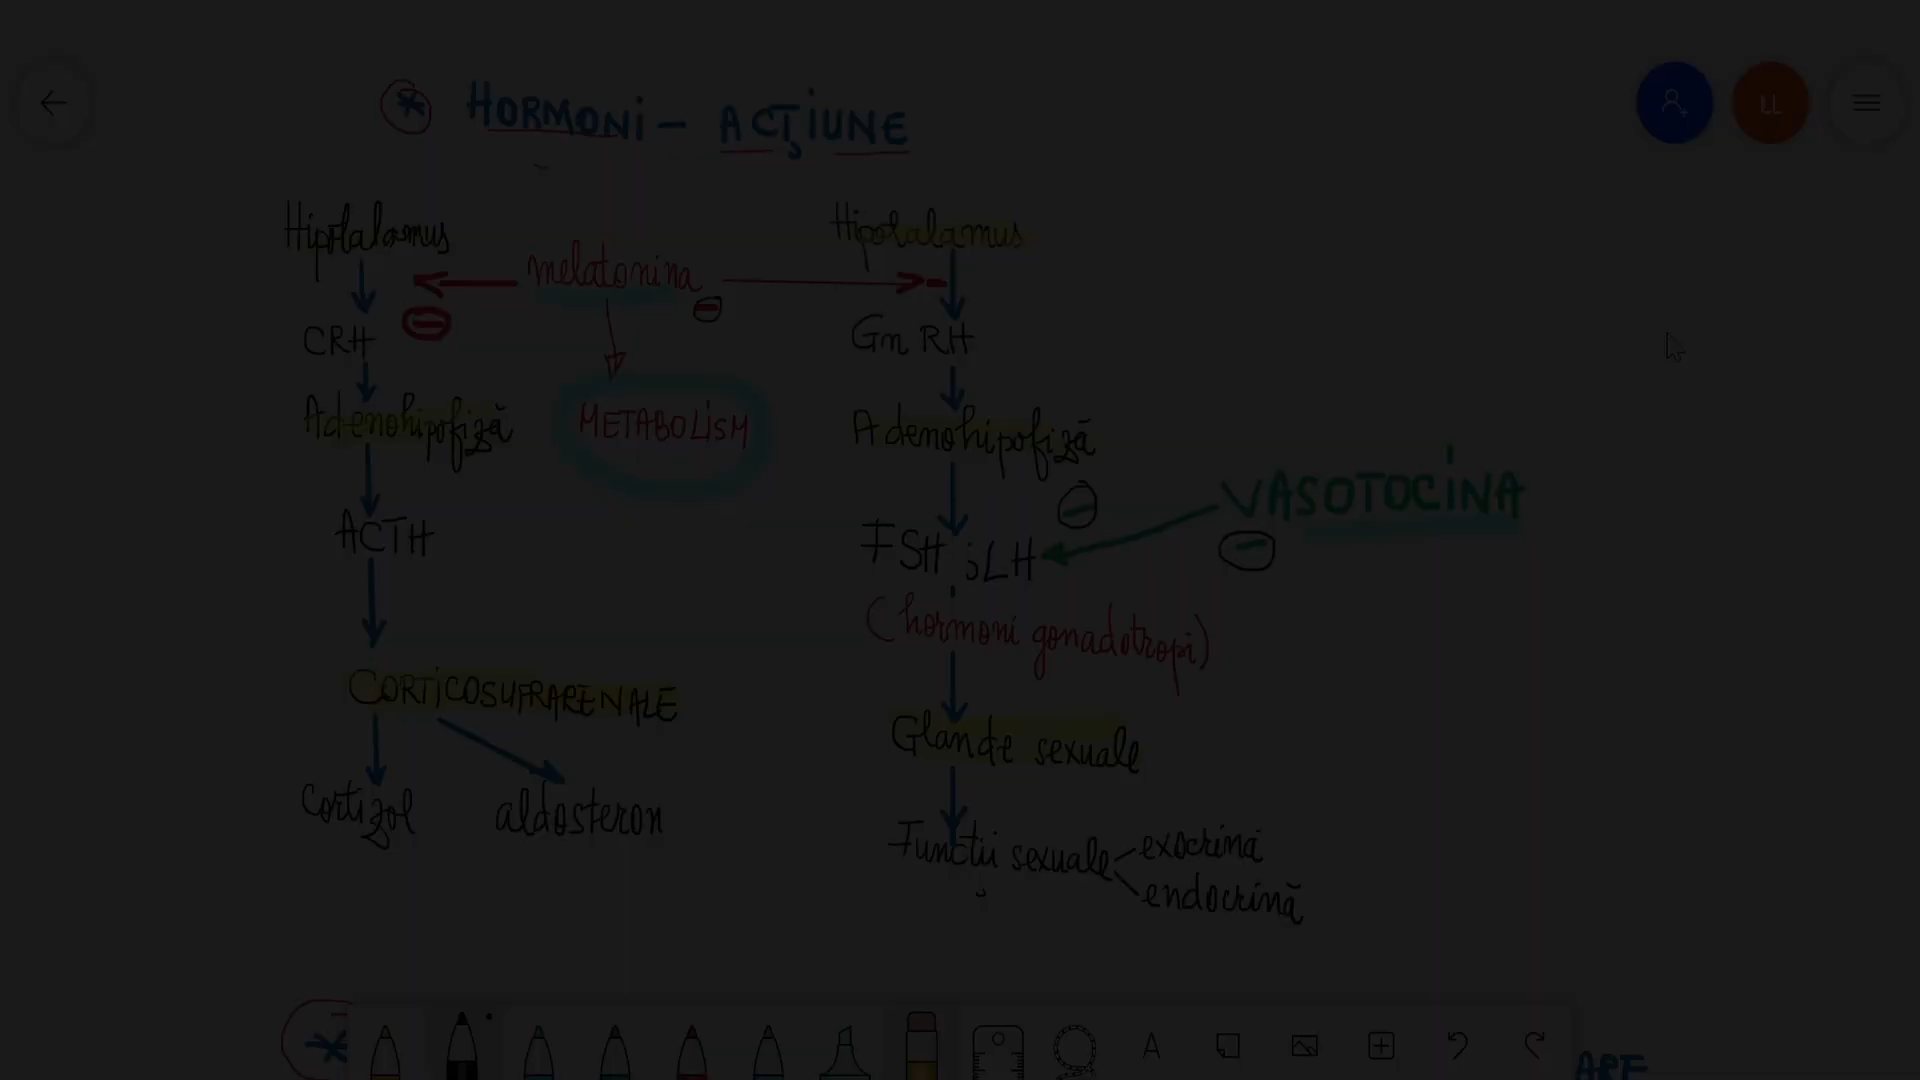 * HORMONI - ACȚIUNE
Hipotalamus
melatonina
Hipotalamus
CRH
GnRH
Adenohipofiză
METABOLISM
Adenohipofiză
VASOTOCINA
ACTH
FSH ; LH
(hormoni gonadotropi)
CORTICOSUPRARENALE
Glande sexuale
Cortizol
aldosteron
Funcții sexuale
exocrină
endocrină
LL
A